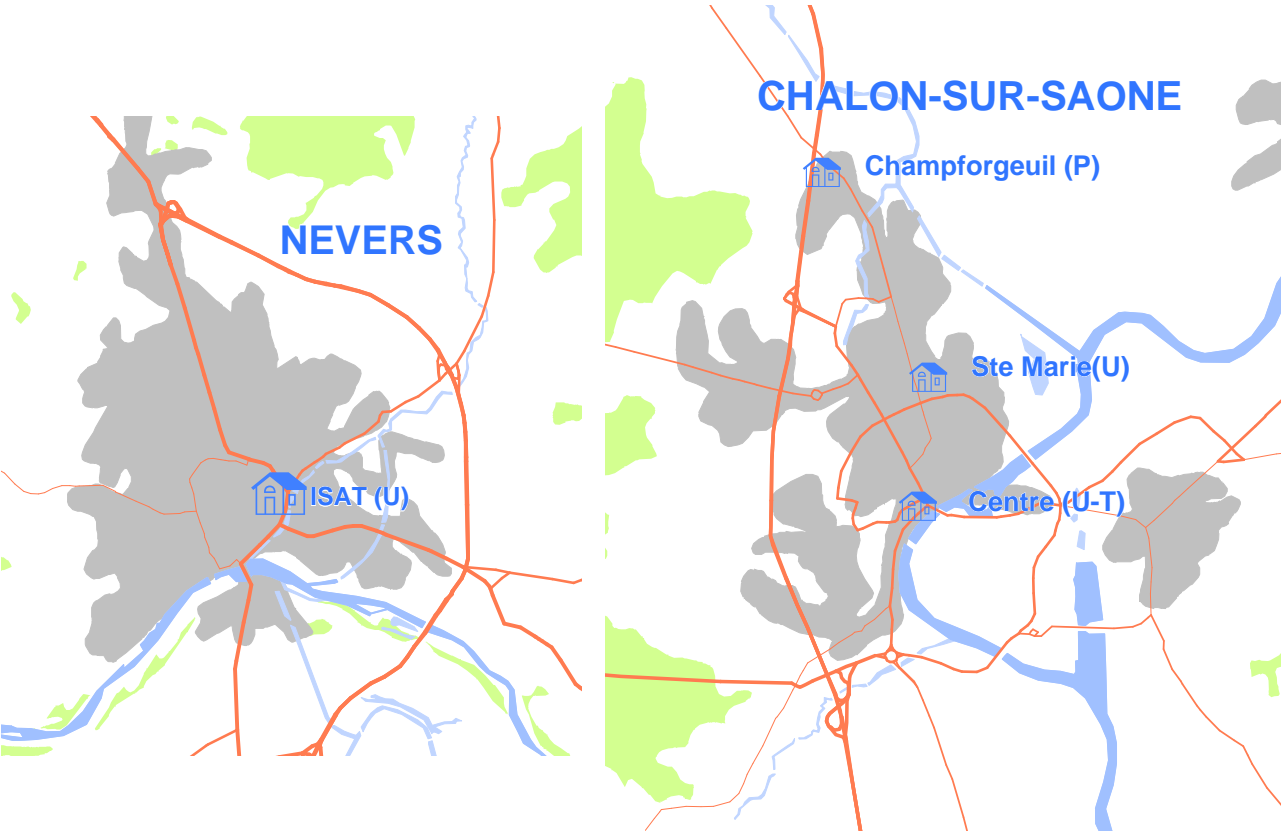 NEVERS
ISAT (U)
CHALON-SUR-SAONE
Champforgeuil (P)
Ste Marie(U)
Centre (U-T)